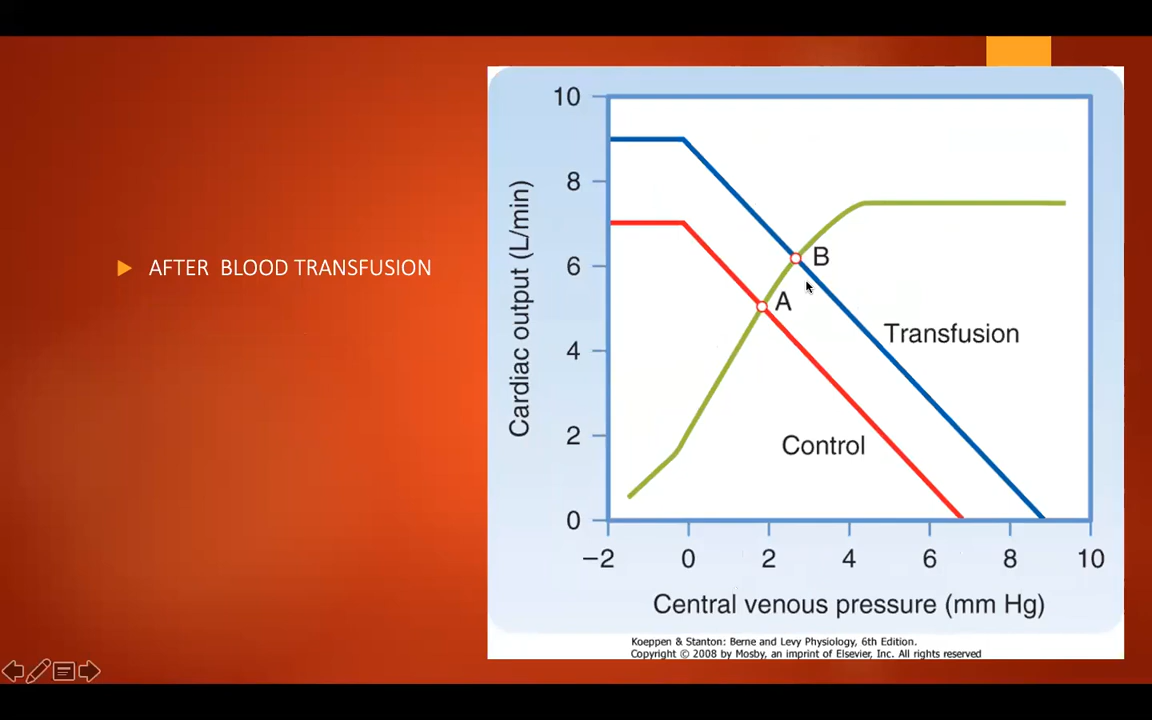 AFTER BLOOD TRANSFUSION
10
8
6
4
2
0
Cardiac output (L/min)
B
A
Transfusion
Control
−2 0 2 4 6 8 10
Central venous pressure (mm Hg)
Koeppen & Stanton: Berne and Levy Physiology, 6th Edition.
Copyright © 2008 by Mosby, an imprint of Elsevier, Inc. All rights reserved